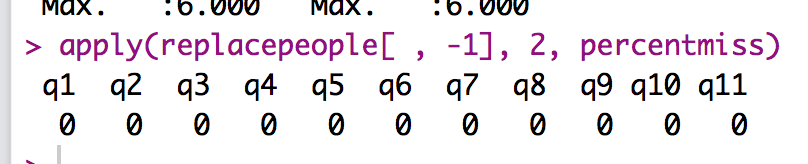 Max.   :6.000   Max.   :6.000
> apply(replacepeople[ , -1], 2, percentmiss)
q1  q2  q3  q4  q5  q6  q7  q8  q9 q10 q11
0   0   0   0   0   0   0   0   0   0   0
>